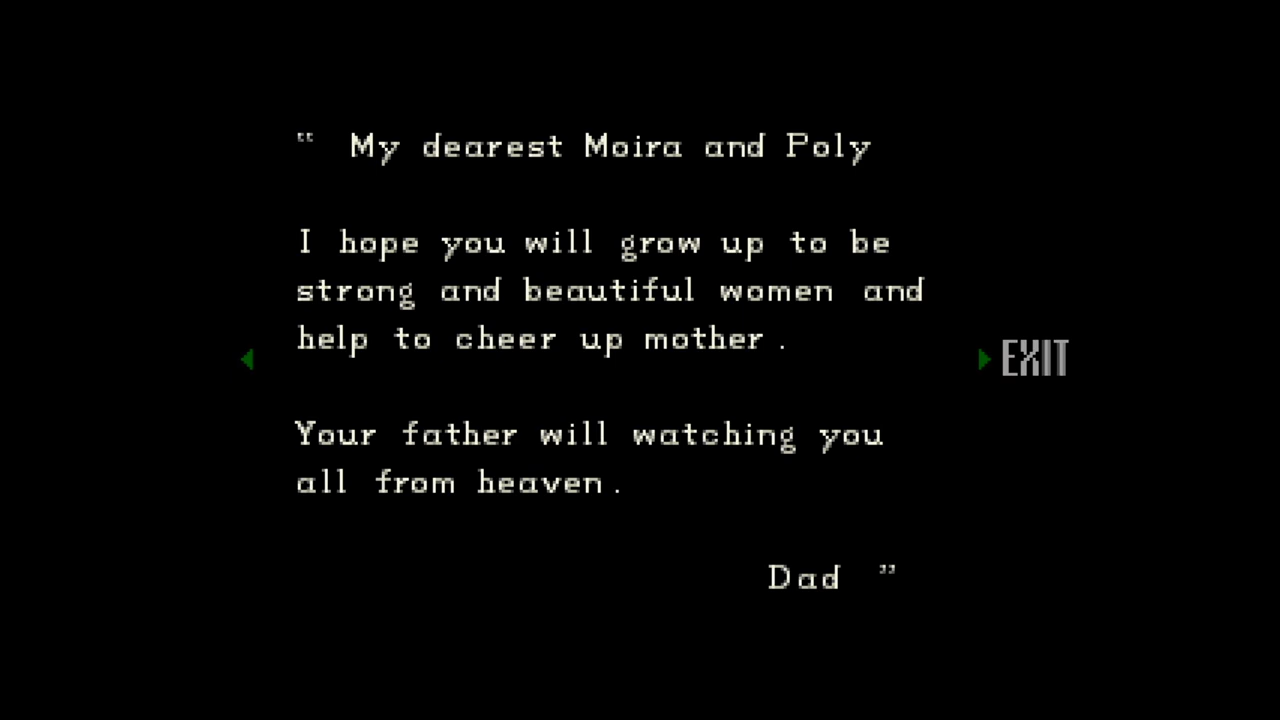 “ My dearest Moira and Poly
I hope you will grow up to be
strong and beautiful women and
help to cheer up mother .
EXIT
Your father will watching you
all from heaven .
Dad ”